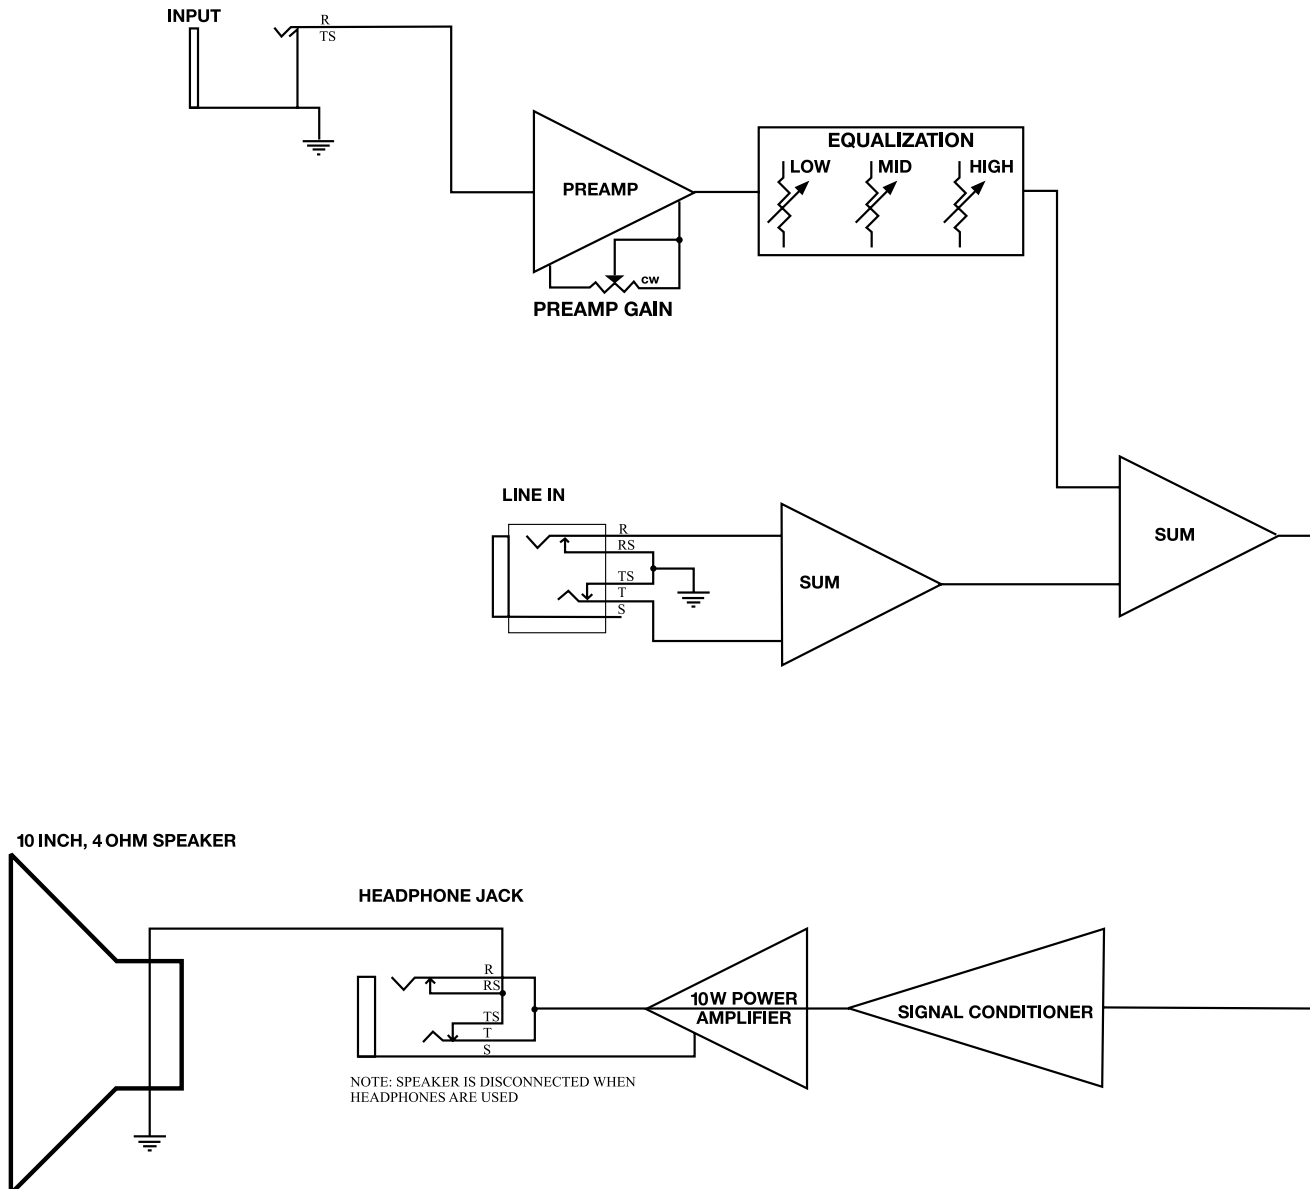 INPUT
R
TS
EQUALIZATION
LOW MID HIGH
PREAMP
CW
PREAMP GAIN
LINE IN
R
RS
TS
T
S
SUM
SUM
10 INCH, 4 OHM SPEAKER
HEADPHONE JACK
R
RS
TS
T
S
10W POWER
AMPLIFIER
SIGNAL CONDITIONER
NOTE: SPEAKER IS DISCONNECTED WHEN
HEADPHONES ARE USED